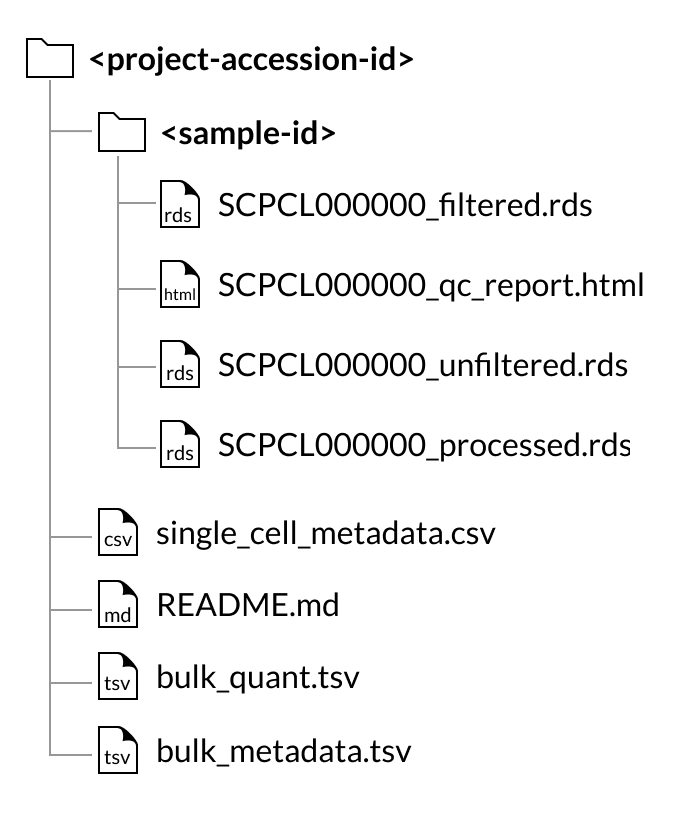 <project-accession-id>
<sample-id>
rds SCPCL000000_filtered.rds
html SCPCL000000_qc_report.html
rds SCPCL000000_unfiltered.rds
rds SCPCL000000_processed.rds
csv single_cell_metadata.csv
md README.md
tsv bulk_quant.tsv
tsv bulk_metadata.tsv